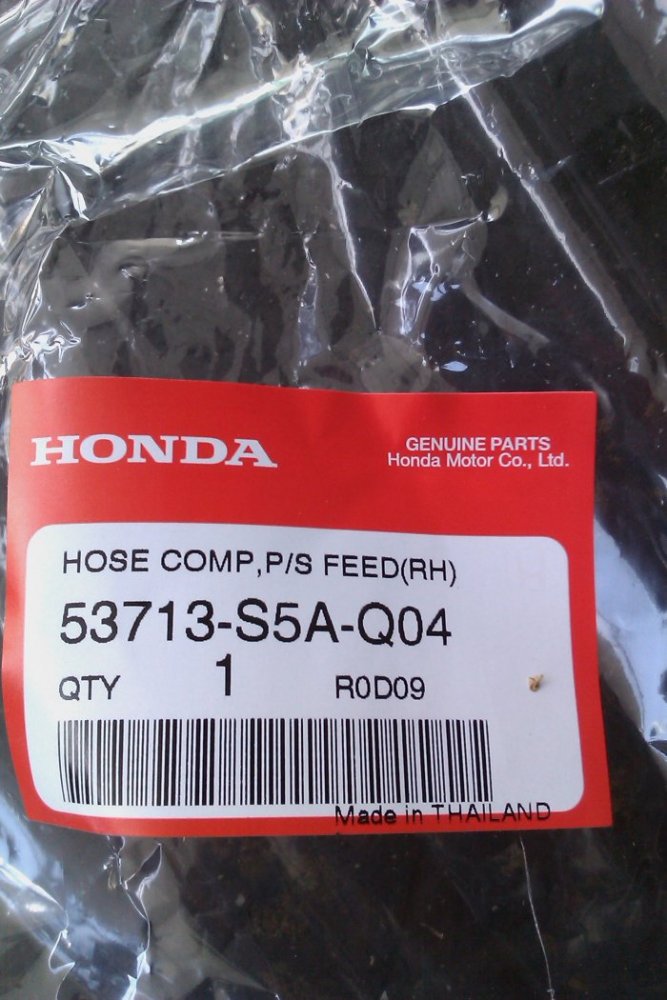 HONDA
GENUINE PARTS
Honda Motor Co., Ltd.
HOSE COMP,P/S FEED(RH)
53713-S5A-Q04
QTY 1 R0D09
Made in THAILAND